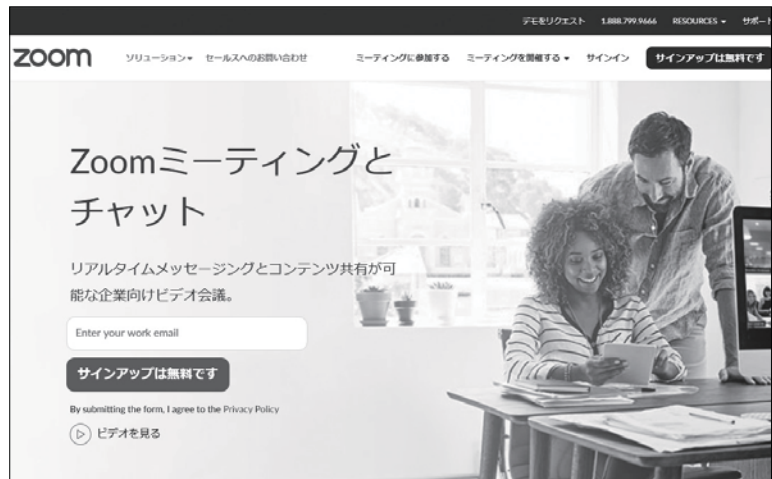 デモをリクエスト 1.888.799.9666 RESOURCES サポート
zoom ソリューション セールスへのお問い合わせ ミーティングに参加する ミーティングを開催する サインイン サインアップは無料です
Zoomミーティングと
チャット
リアルタイムメッセージングとコンテンツ共有が可
能な企業向けビデオ会議。
Enter your work email
サインアップは無料です
By submitting the form, I agree to the Privacy Policy
ビデオを見る